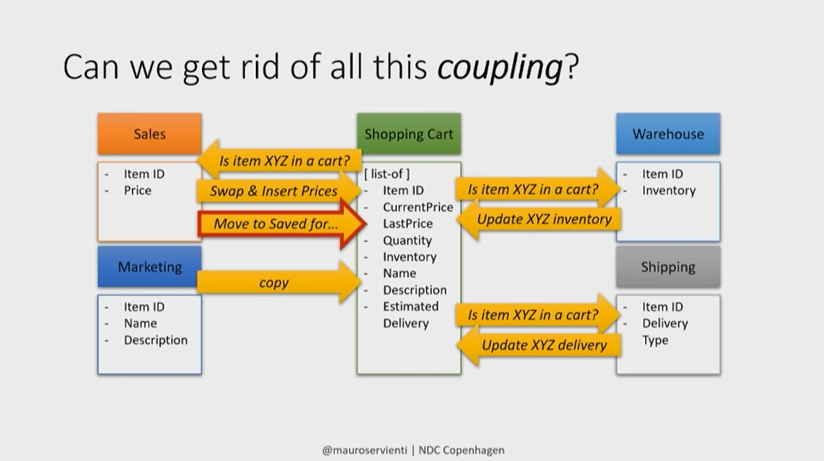 Can we get rid of all this coupling?
Sales
- Item ID
- Price
Marketing
- Item ID
- Name
- Description
Is item XYZ in a cart?
Swap & Insert Prices
Move to Saved for...
copy
Shopping Cart
[ list-of ]
- Item ID
- CurrentPrice
- LastPrice
- Quantity
- Inventory
- Name
- Description
- Estimated
Delivery
Is item XYZ in a cart?
Update XYZ inventory
Is item XYZ in a cart?
Update XYZ delivery
Warehouse
- Item ID
- Inventory
Shipping
- Item ID
- Delivery
Type
@mauroservienti | NDC Copenhagen